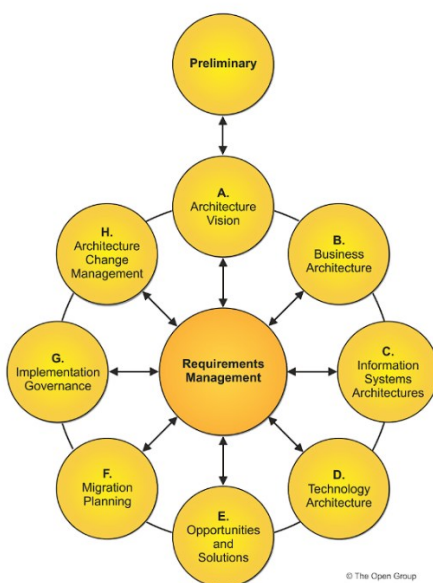 Preliminary
A.
Architecture
Vision
H.
Architecture
Change
Management
B.
Business
Architecture
G.
Implementation
Governance
Requirements
Management
C.
Information
Systems
Architectures
F.
Migration
Planning
D.
Technology
Architecture
E.
Opportunities
and
Solutions
© The Open Group